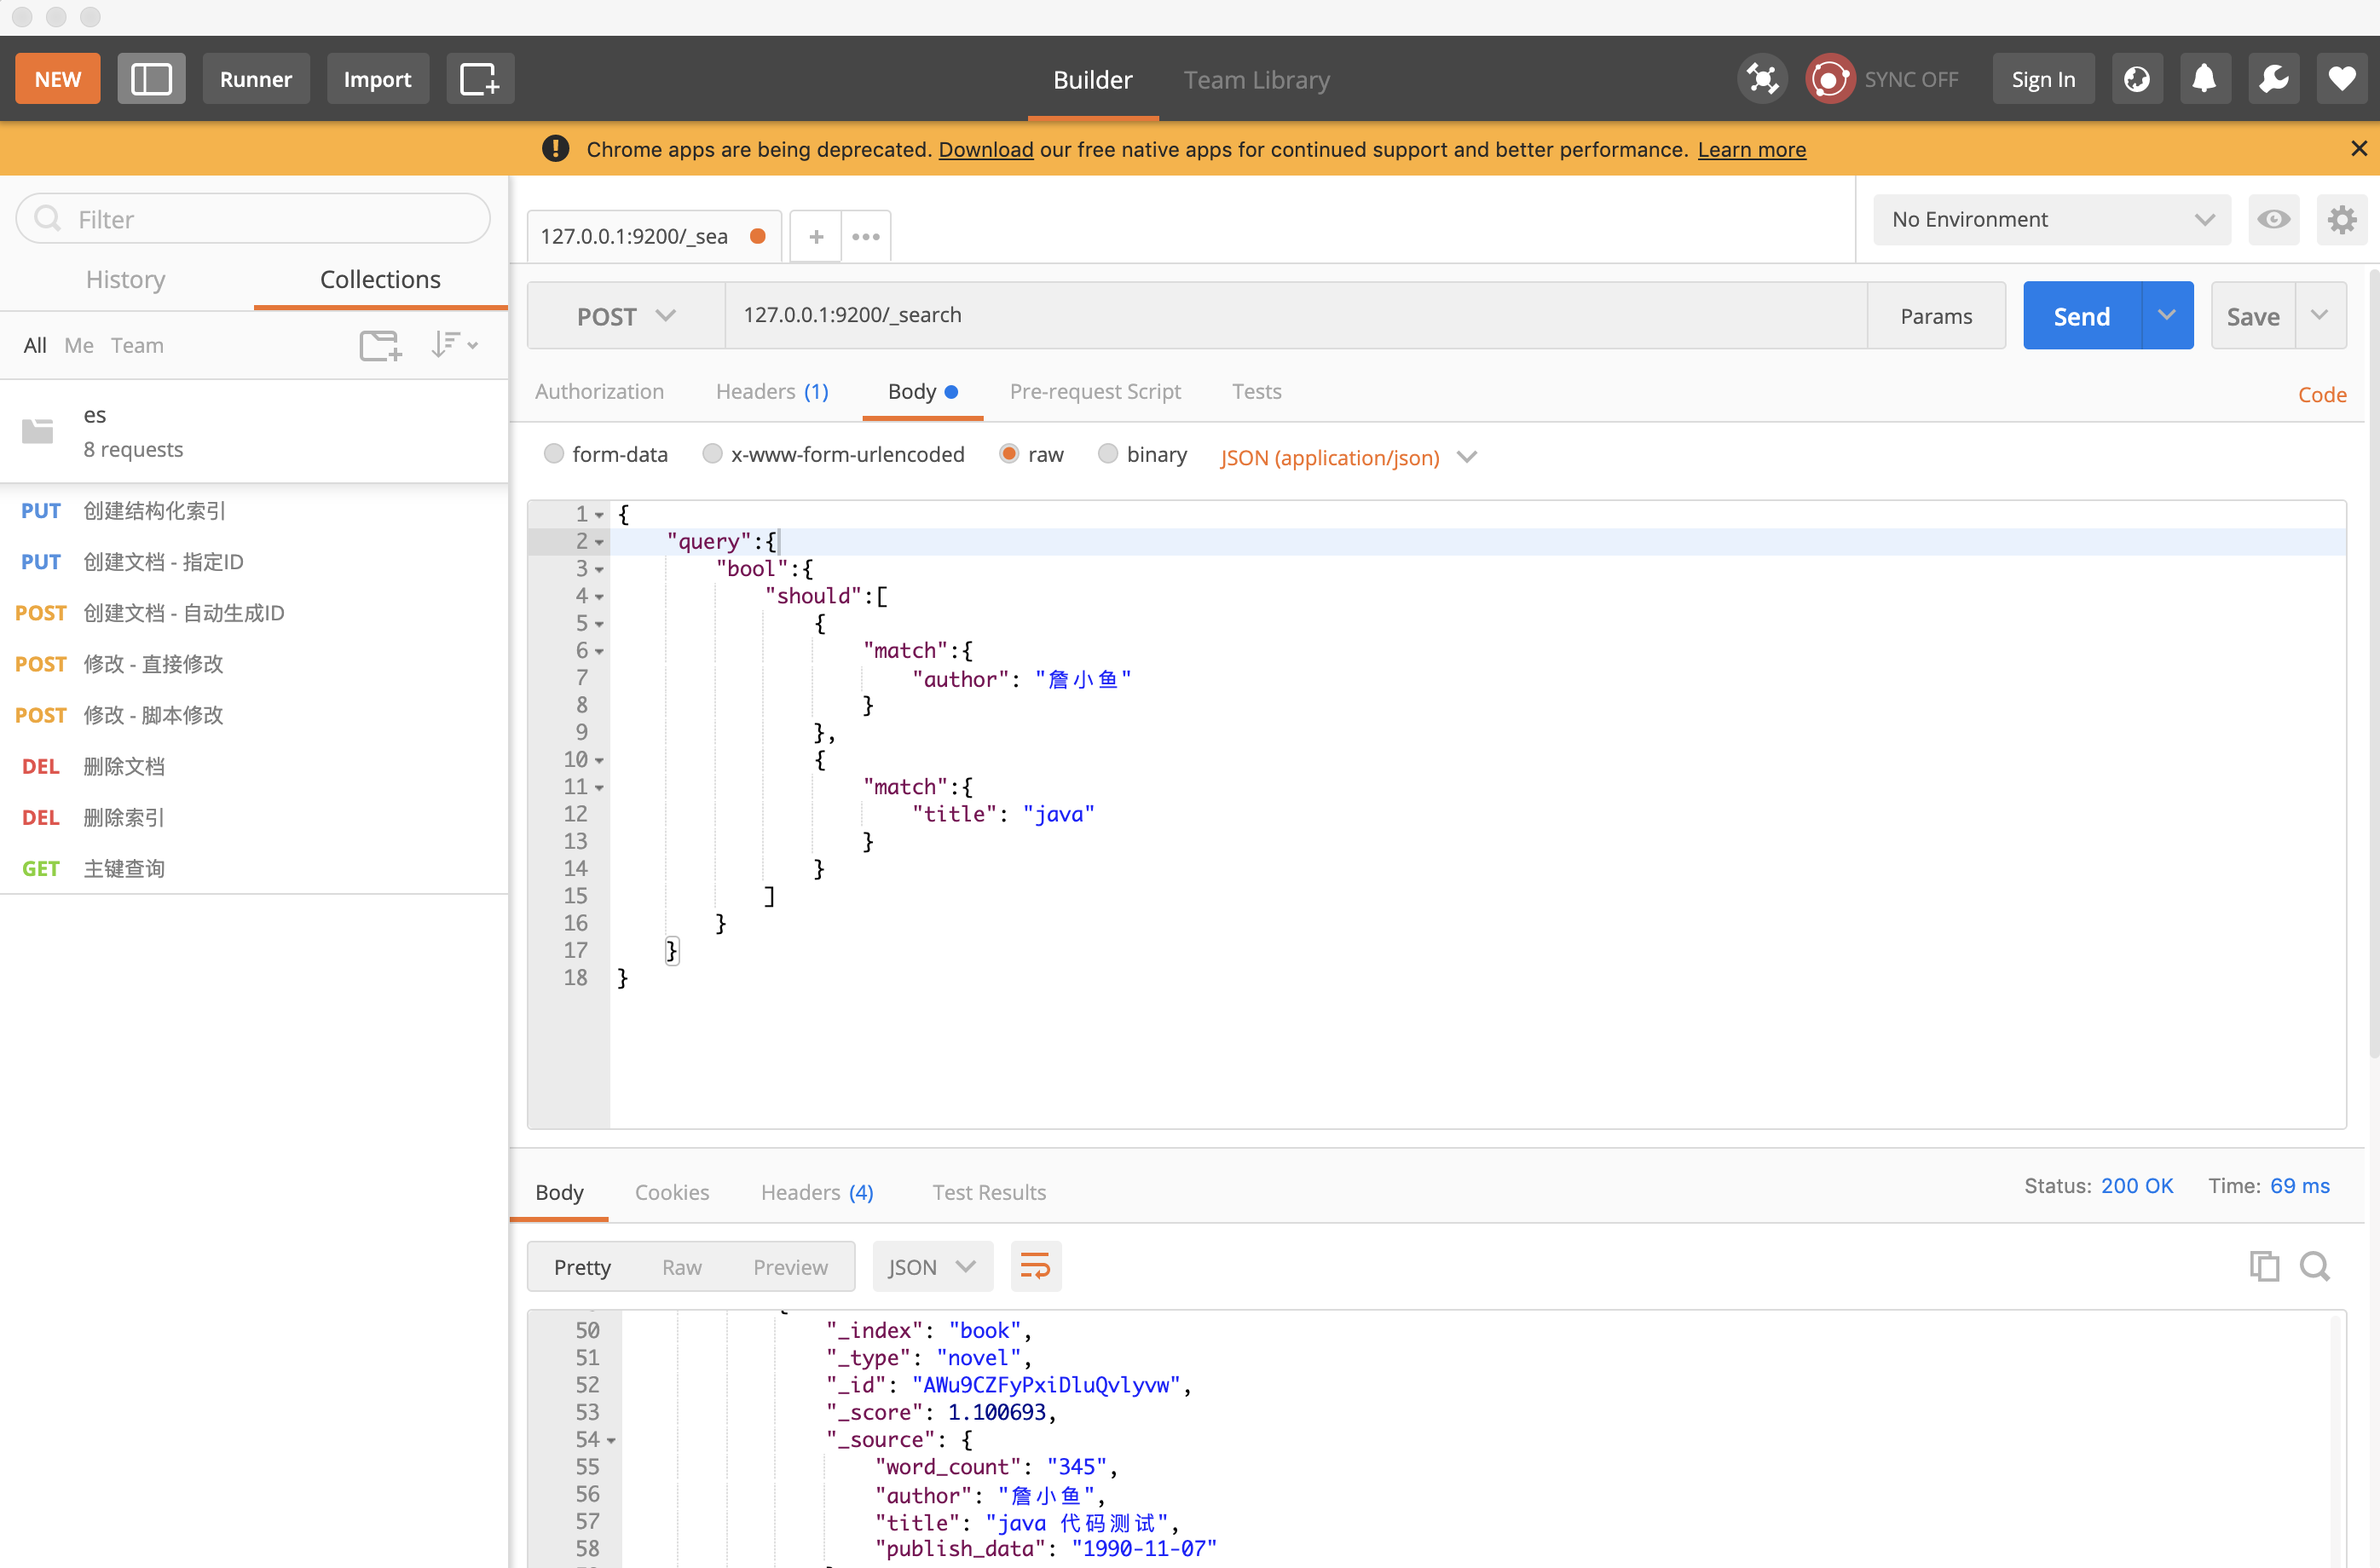 NEW Runner Import Builder Team Library SYNC OFF Sign In
Chrome apps are being deprecated. Download our free native apps for continued support and better performance. Learn more
Filter
History Collections
All Me Team
es
8 requests
PUT 创建结构化索引
PUT 创建文档 - 指定ID
POST 创建文档 - 自动生成ID
POST 修改 - 直接修改
POST 修改 - 脚本修改
DEL 删除文档
DEL 删除索引
GET 主键查询
127.0.0.1:9200/_sea
No Environment
POST 127.0.0.1:9200/_search Params Send Save
Authorization Headers (1) Body Pre-request Script Tests Code
form-data x-www-form-urlencoded raw binary JSON (application/json)
1 {
2 "query":{
3 "bool":{
4 "should":[
5 {
6 "match":{
7 "author": "詹小鱼"
8 }
9 },
10 {
11 "match":{
12 "title": "java"
13 }
14 }
15 ]
16 }
17 }
18 }
Body Cookies Headers (4) Test Results Status: 200 OK Time: 69 ms
Pretty Raw Preview JSON
50 "_index": "book",
51 "_type": "novel",
52 "_id": "AWu9CZFyPxiDluQvlyvw",
53 "_score": 1.100693,
54 "_source": {
55 "word_count": "345",
56 "author": "詹小鱼",
57 "title": "java 代码测试",
58 "publish_data": "1990-11-07"